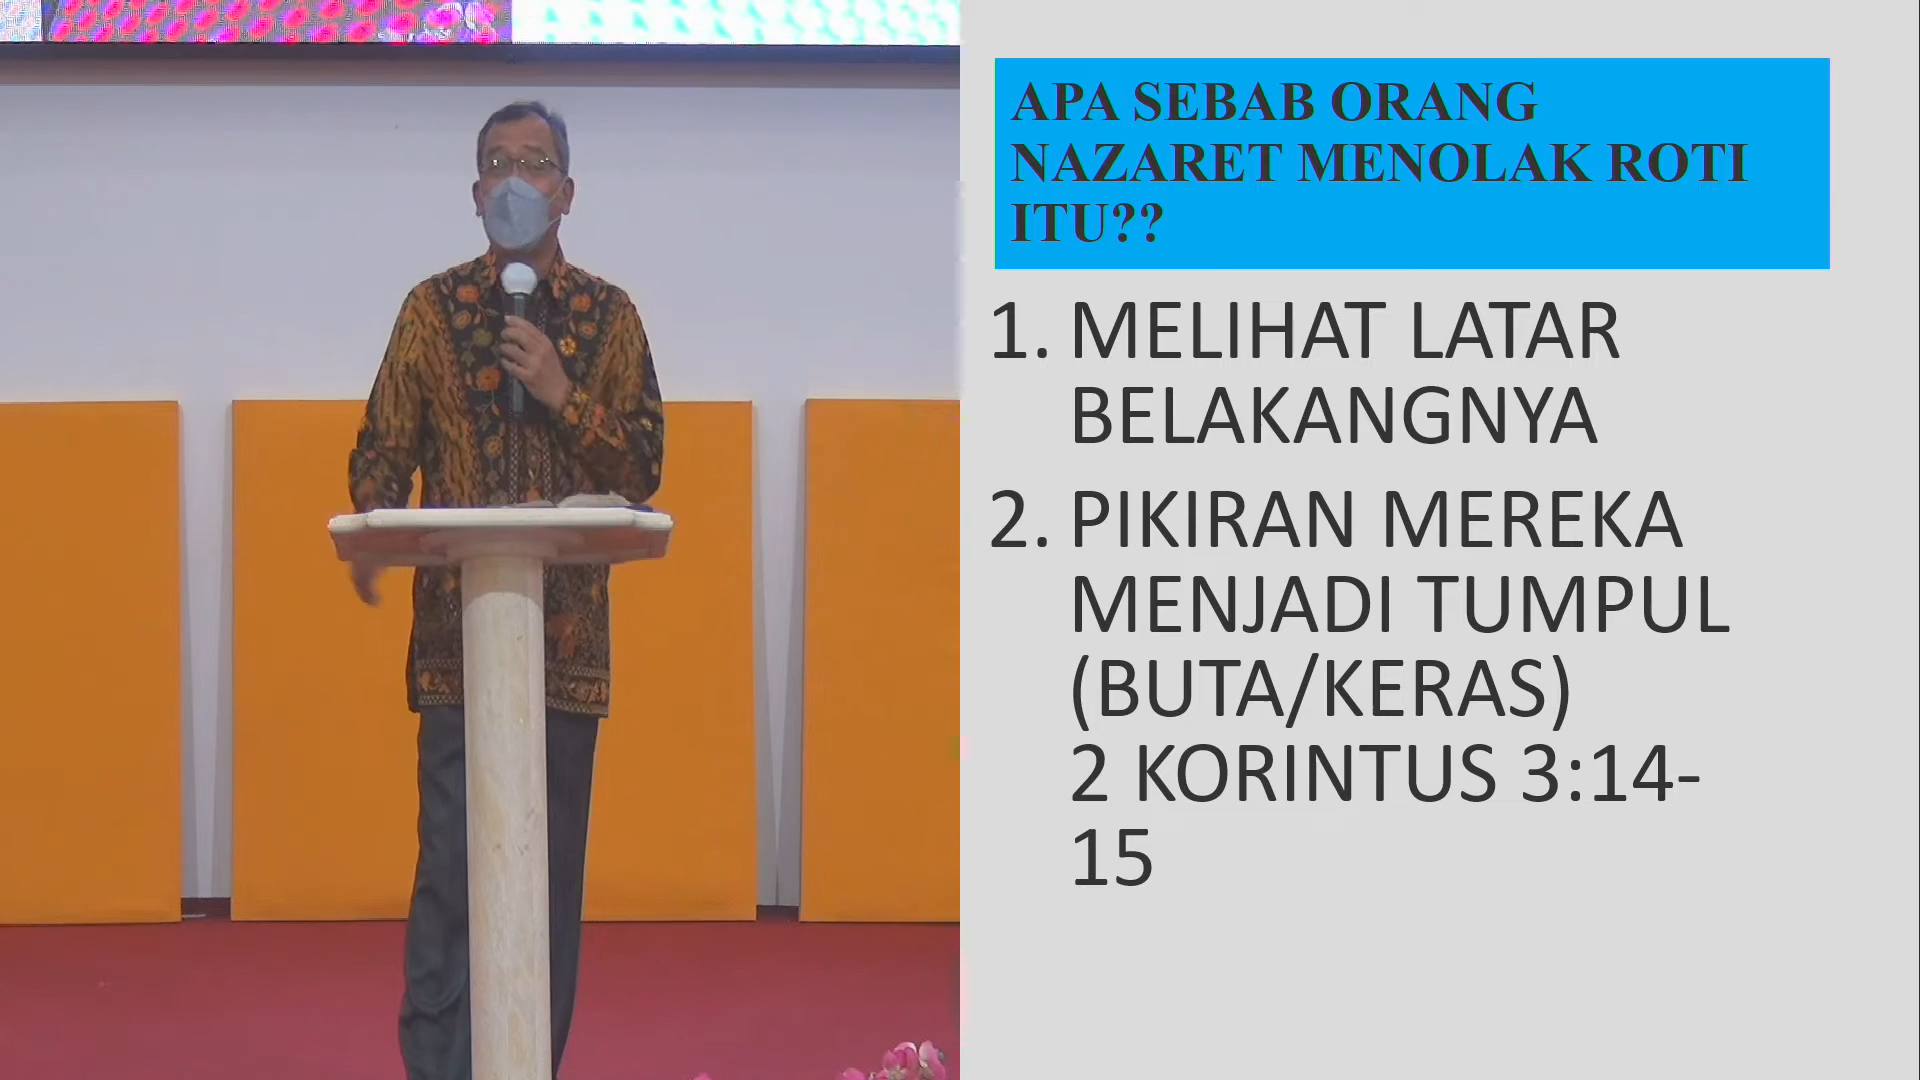 APA SEBAB ORANG
NAZARET MENOLAK ROTI
ITU??
1. MELIHAT LATAR
BELAKANGNYA
2. PIKIRAN MEREKA
MENJADI TUMPUL
(BUTA/KERAS)
2 KORINTUS 3:14-
15